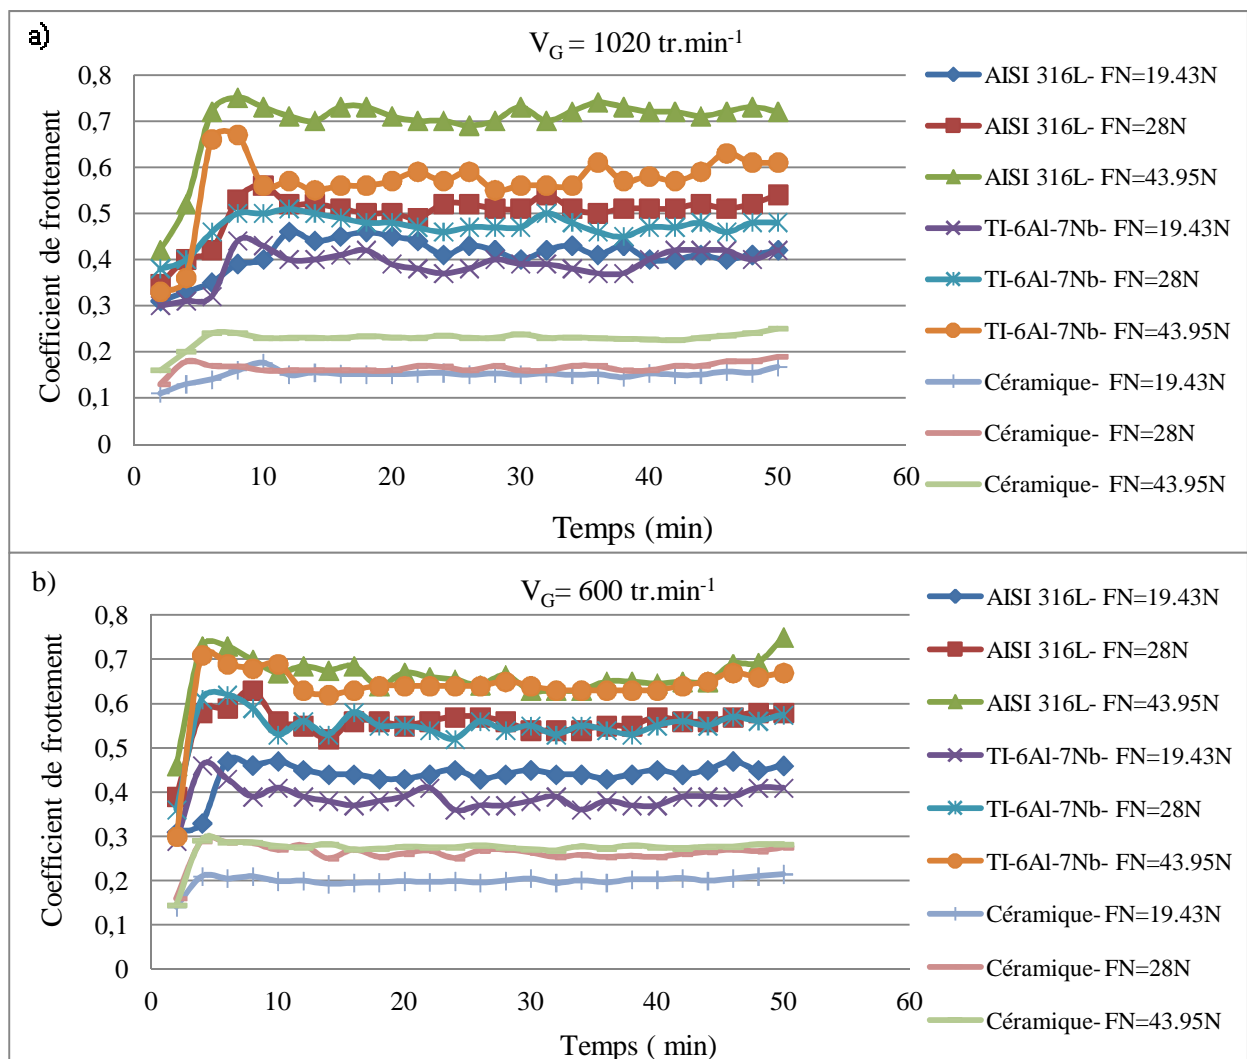 a)
V_G = 1020 tr.min⁻¹
Coefficient de frottement
0,8
0,7
0,6
0,5
0,4
0,3
0,2
0,1
0
0 10 20 30 40 50 60
Temps (min)
AISI 316L- FN=19.43N
AISI 316L- FN=28N
AISI 316L- FN=43.95N
TI-6Al-7Nb- FN=19.43N
TI-6Al-7Nb- FN=28N
TI-6Al-7Nb- FN=43.95N
Céramique- FN=19.43N
Céramique- FN=28N
Céramique- FN=43.95N
b)
V_G= 600 tr.min⁻¹
Coefficient de frottement
0,8
0,7
0,6
0,5
0,4
0,3
0,2
0,1
0
0 10 20 30 40 50 60
Temps ( min)
AISI 316L- FN=19.43N
AISI 316L- FN=28N
AISI 316L- FN=43.95N
TI-6Al-7Nb- FN=19.43N
TI-6Al-7Nb- FN=28N
TI-6Al-7Nb- FN=43.95N
Céramique- FN=19.43N
Céramique- FN=28N
Céramique- FN=43.95N